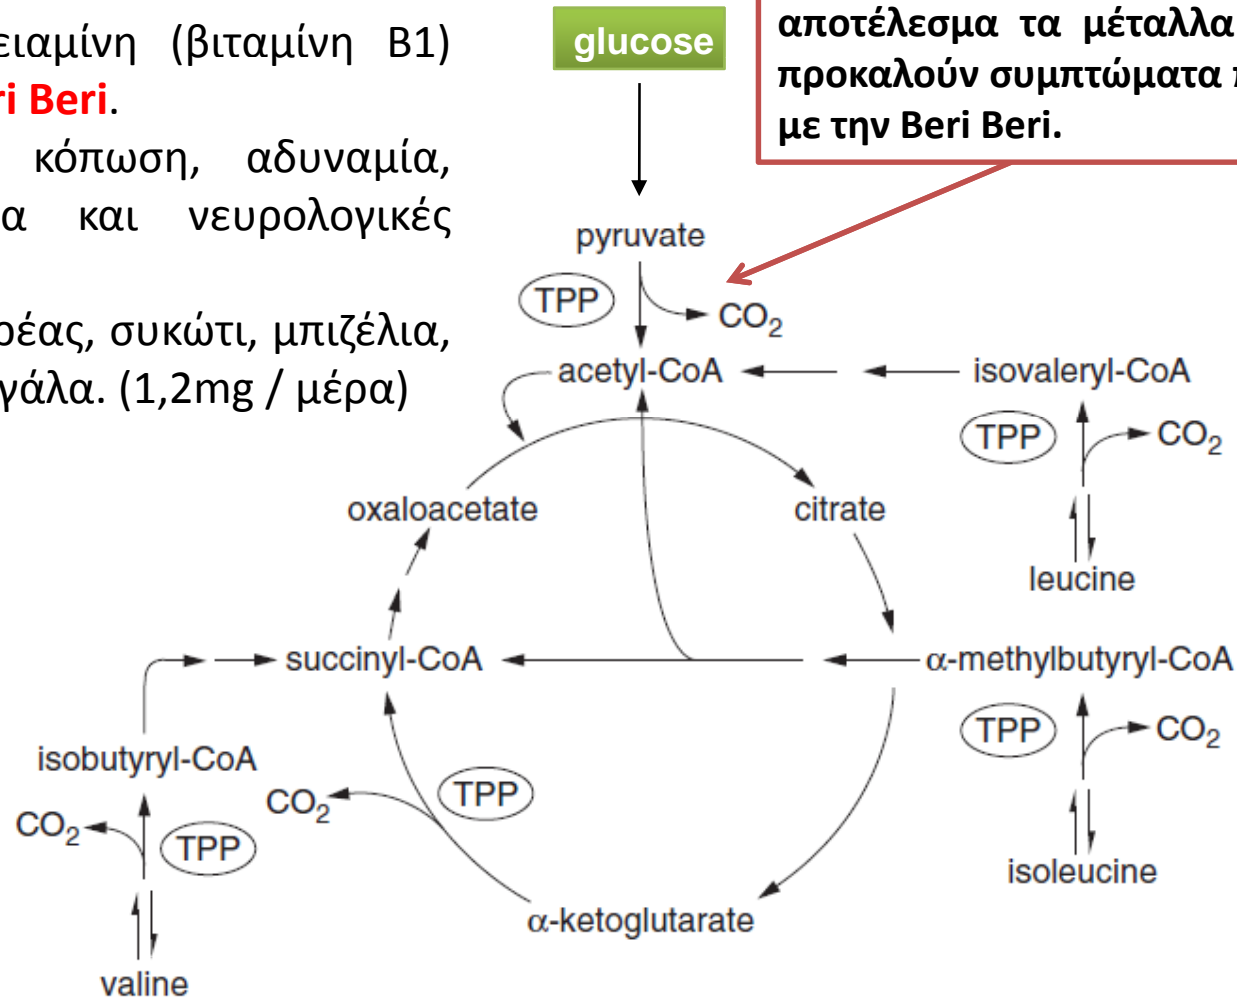 ειαμίνη (βιταμίνη Β1)
ri Beri.
κόπωση, αδυναμία,
α και νευρολογικές
ρέας, συκώτι, μπιζέλια,
γάλα. (1,2mg / μέρα)
glucose
αποτέλεσμα τα μέταλλα
προκαλούν συμπτώματα
με την Beri Beri.
pyruvate
TPP
CO2
acetyl-CoA
isovaleryl-CoA
TPP
CO2
oxaloacetate
citrate
leucine
succinyl-CoA
α-methylbutyryl-CoA
TPP
CO2
isobutyryl-CoA
CO2
TPP
CO2
TPP
isoleucine
α-ketoglutarate
valine